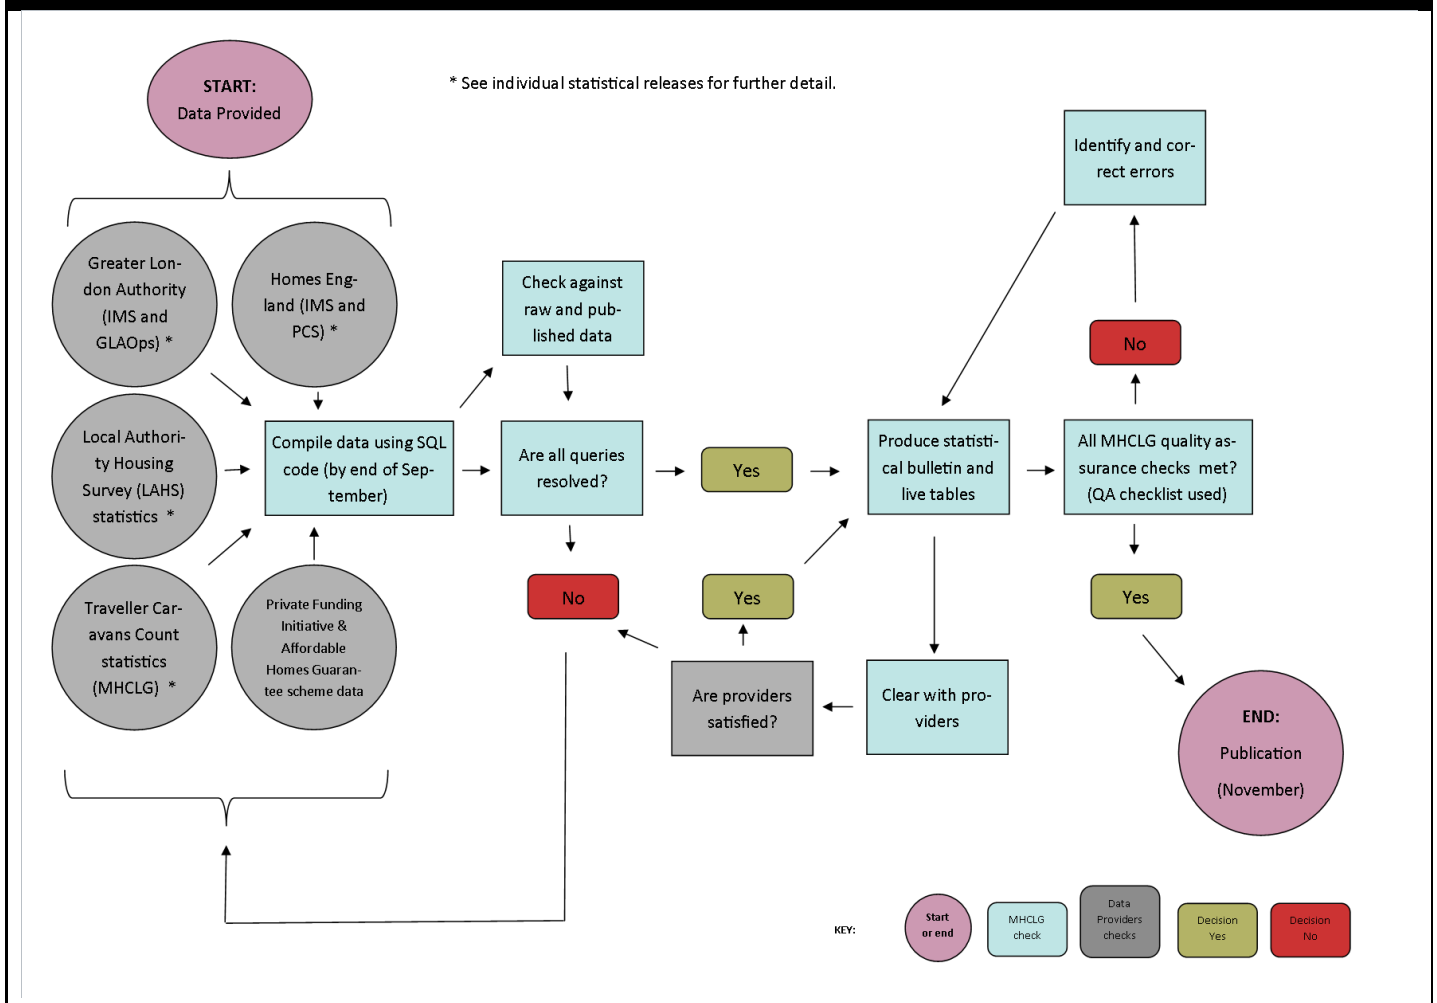 START:
Data Provided
* See individual statistical releases for further detail.
Greater Lon-
don Authority
(IMS and
GLAOps) *
Homes Eng-
land (IMS and
PCS) *
Local Authori-
ty Housing
Survey (LAHS)
statistics *
Traveller Car-
avans Count
statistics
(MHCLG) *
Private Funding
Initiative &
Affordable
Homes Guaran-
tee scheme data
Compile data using SQL
code (by end of Sep-
tember)
Check against
raw and pub-
lished data
Are all queries
resolved?
Yes
No
Yes
Are providers
satisfied?
Produce statisti-
cal bulletin and
live tables
Clear with pro-
viders
Identify and cor-
rect errors
No
All MHCLG quality as-
surance checks met?
(QA checklist used)
Yes
END:
Publication
(November)
KEY:
Start
or end
MHCLG
check
Data
Providers
checks
Decision
Yes
Decision
No